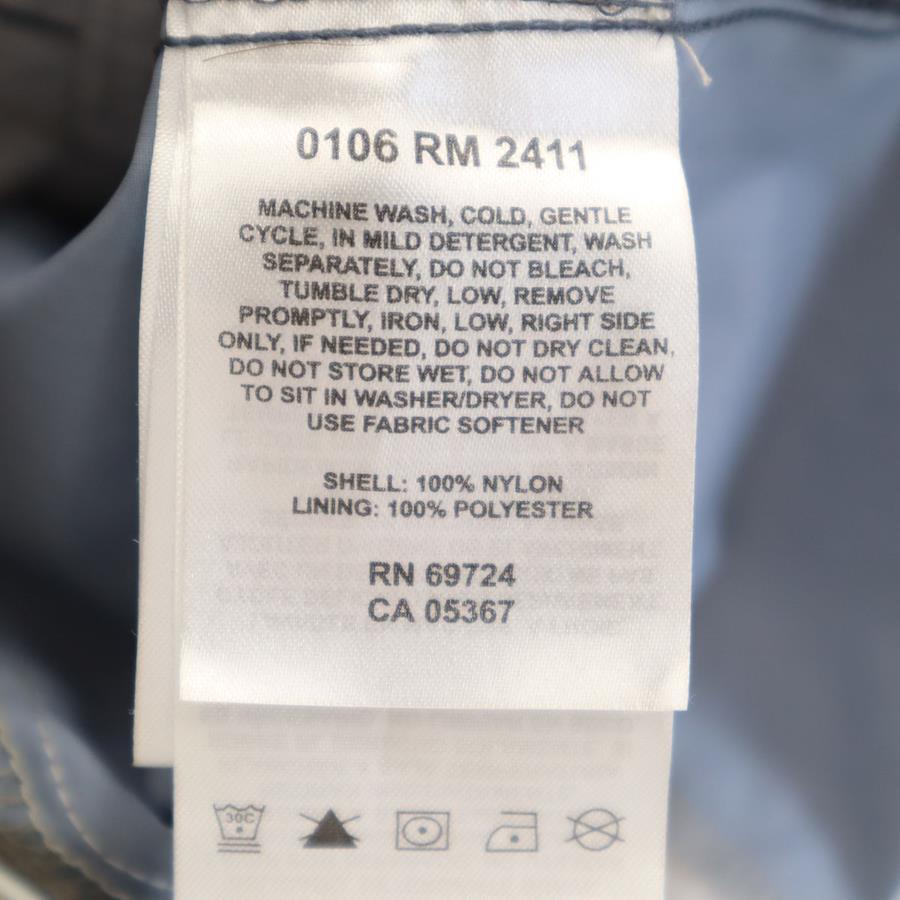 0106 RM 2411
MACHINE WASH, COLD, GENTLE
CYCLE, IN MILD DETERGENT, WASH
SEPARATELY, DO NOT BLEACH,
TUMBLE DRY, LOW, REMOVE
PROMPTLY, IRON, LOW, RIGHT SIDE
ONLY, IF NEEDED, DO NOT DRY CLEAN,
DO NOT STORE WET, DO NOT ALLOW
TO SIT IN WASHER/DRYER, DO NOT
USE FABRIC SOFTENER
SHELL: 100% NYLON
LINING: 100% POLYESTER
RN 69724
CA 05367
30C